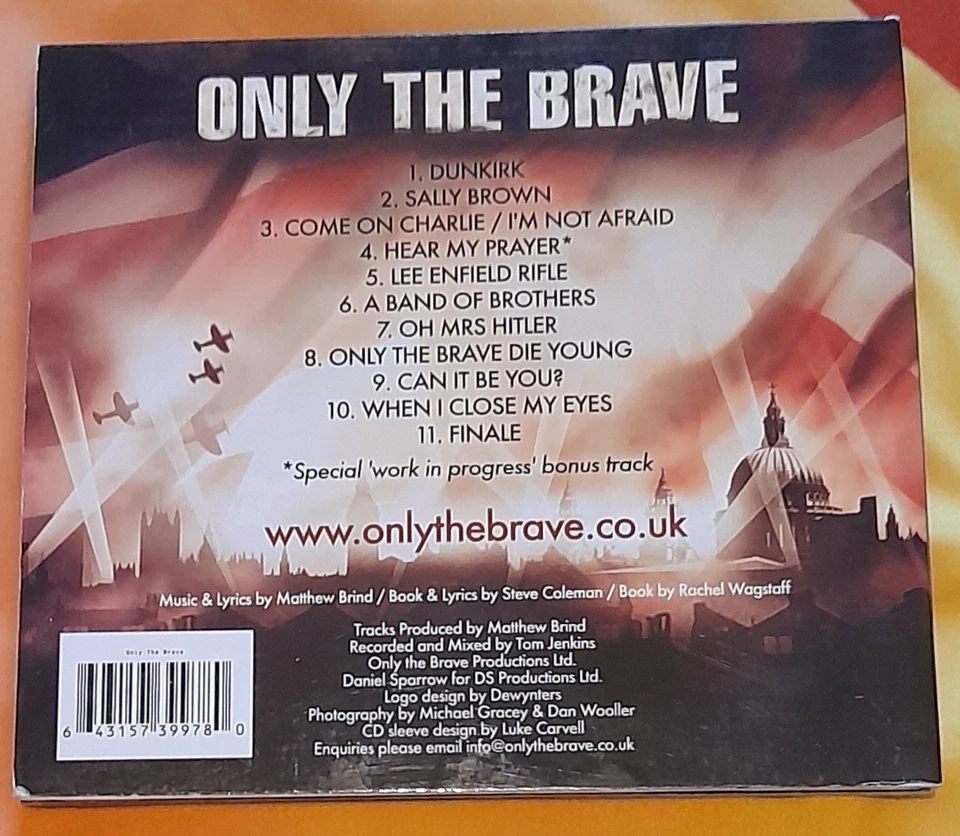 ONLY THE BRAVE
1. DUNKIRK
2. SALLY BROWN
3. COME ON CHARLIE / I'M NOT AFRAID
4. HEAR MY PRAYER*
5. LEE ENFIELD RIFLE
6. A BAND OF BROTHERS
7. OH MRS HITLER
8. ONLY THE BRAVE DIE YOUNG
9. CAN IT BE YOU?
10. WHEN I CLOSE MY EYES
11. FINALE
*Special 'work in progress' bonus track
www.onlythebrave.co.uk
Music & Lyrics by Matthew Brind / Book & Lyrics by Steve Coleman / Book by Rachel Wagstaff
Tracks Produced by Matthew Brind
Recorded and Mixed by Tom Jenkins
Only the Brave Productions Ltd.
Daniel Sparrow for DS Productions Ltd.
Logo design by Dewynters
Photography by Michael Gracey & Dan Wooller
CD sleeve design by Luke Carvell
Enquiries please email info@onlythebrave.co.uk
Only The Brave
6 43157 39978 0